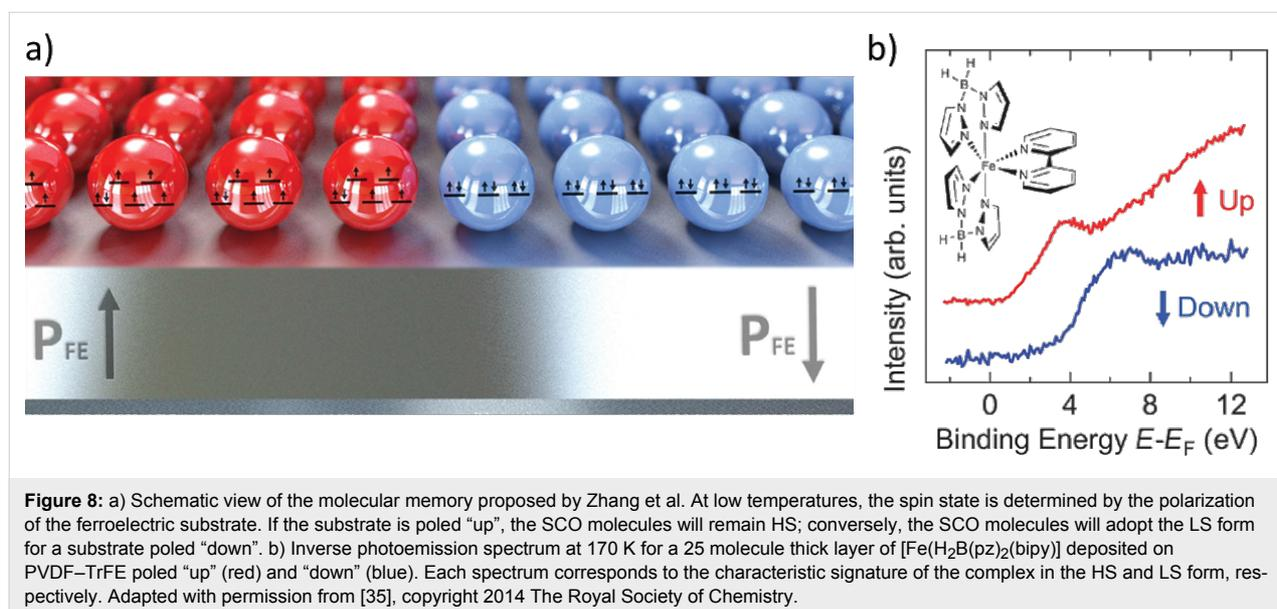 a)
P_FE
P_FE
b)
H
H
B
N
N
N
N
N
Fe
N
N
N
N
N
H
B
H
↑ Up
↓ Down
Intensity (arb. units)
0 4 8 12
Binding Energy E-E_F (eV)
Figure 8: a) Schematic view of the molecular memory proposed by Zhang et al. At low temperatures, the spin state is determined by the polarization
of the ferroelectric substrate. If the substrate is poled “up”, the SCO molecules will remain HS; conversely, the SCO molecules will adopt the LS form
for a substrate poled “down”. b) Inverse photoemission spectrum at 170 K for a 25 molecule thick layer of [Fe(H₂B(pz)₂(bipy)] deposited on
PVDF–TrFE poled “up” (red) and “down” (blue). Each spectrum corresponds to the characteristic signature of the complex in the HS and LS form, res-
pectively. Adapted with permission from [35], copyright 2014 The Royal Society of Chemistry.